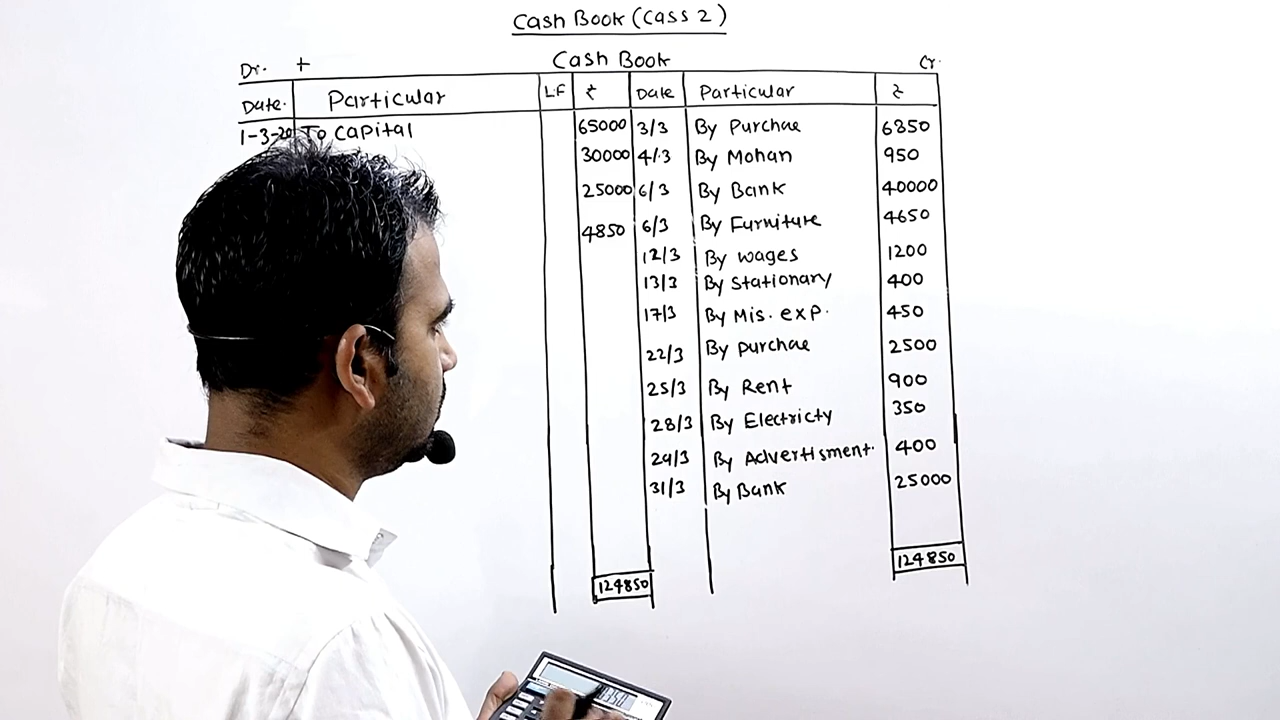 Cash Book (Cass 2)
Dr. + Cash Book Cr.
Date. Particular L.F ₹ Date Particular ₹
1-3-20 To Capital 65000 3/3 By Purchae 6850
30000 4/3 By Mohan 950
25000 6/3 By Bank 40000
4850 6/3 By Furniture 4650
12/3 By wages 1200
13/3 By Stationary 400
17/3 By Mis. exp. 450
22/3 By purchae 2500
25/3 By Rent 900
28/3 By Electricty 350
29/3 By Advertisment. 400
31/3 By Bank 25000
124850 124850